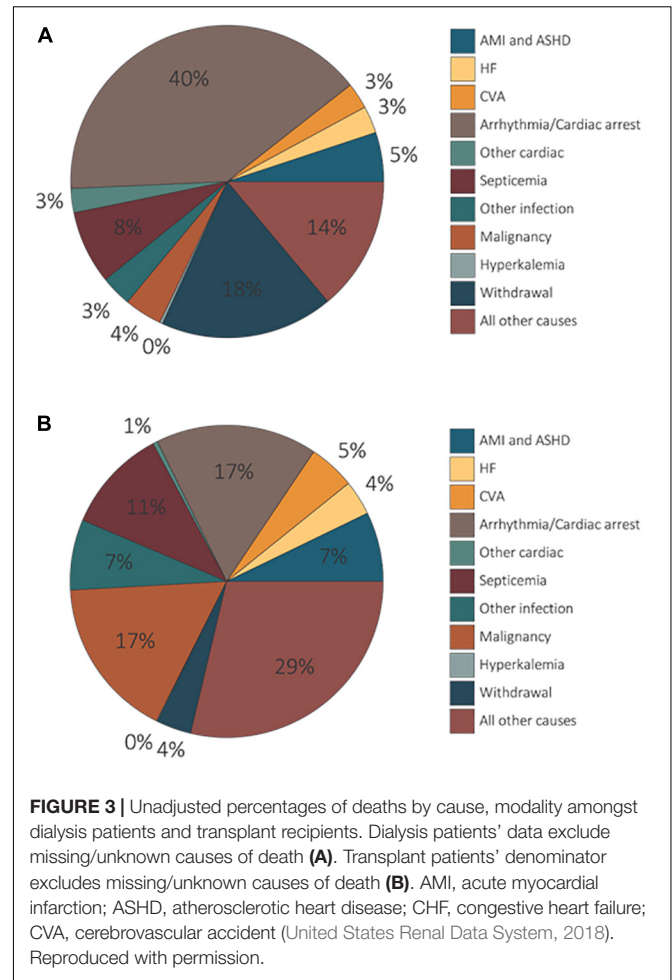 A
40%
3%
3%
5%
3%
8%
14%
18%
3%
4%
0%
AMI and ASHD
HF
CVA
Arrhythmia/Cardiac arrest
Other cardiac
Septicemia
Other infection
Malignancy
Hyperkalemia
Withdrawal
All other causes
B
1%
17%
5%
4%
11%
7%
7%
17%
29%
0%
4%
AMI and ASHD
HF
CVA
Arrhythmia/Cardiac arrest
Other cardiac
Septicemia
Other infection
Malignancy
Hyperkalemia
Withdrawal
All other causes
FIGURE 3 | Unadjusted percentages of deaths by cause, modality amongst
dialysis patients and transplant recipients. Dialysis patients’ data exclude
missing/unknown causes of death (A). Transplant patients’ denominator
excludes missing/unknown causes of death (B). AMI, acute myocardial
infarction; ASHD, atherosclerotic heart disease; CHF, congestive heart failure;
CVA, cerebrovascular accident (United States Renal Data System, 2018).
Reproduced with permission.